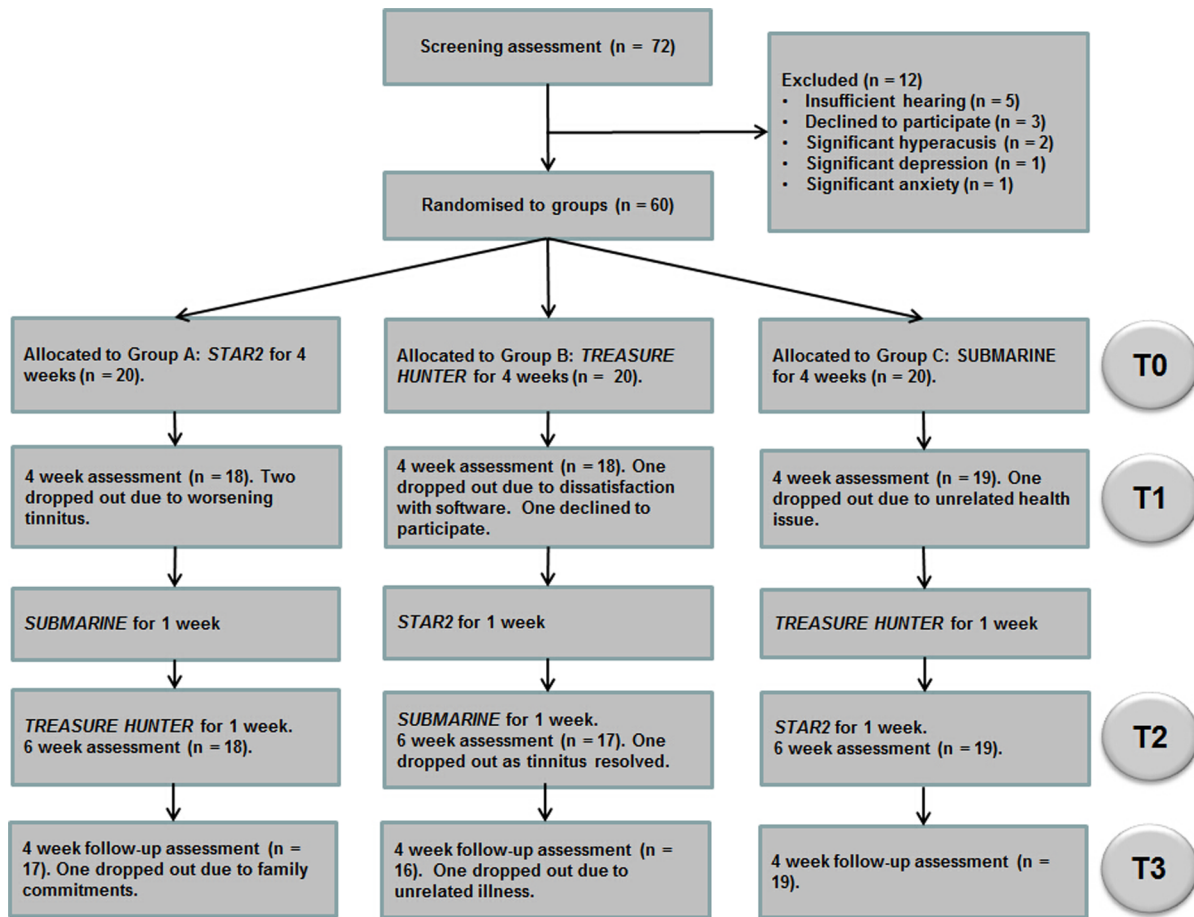 Screening assessment (n = 72)
Excluded (n = 12)
• Insufficient hearing (n = 5)
• Declined to participate (n = 3)
• Significant hyperacusis (n = 2)
• Significant depression (n = 1)
• Significant anxiety (n = 1)
Randomised to groups (n = 60)
Allocated to Group A: STAR2 for 4
weeks (n = 20).
Allocated to Group B: TREASURE
HUNTER for 4 weeks (n = 20).
Allocated to Group C: SUBMARINE
for 4 weeks (n = 20).
T0
4 week assessment (n = 18). Two
dropped out due to worsening
tinnitus.
4 week assessment (n = 18). One
dropped out due to dissatisfaction
with software. One declined to
participate.
4 week assessment (n = 19). One
dropped out due to unrelated health
issue.
T1
SUBMARINE for 1 week
STAR2 for 1 week
TREASURE HUNTER for 1 week
TREASURE HUNTER for 1 week.
6 week assessment (n = 18).
SUBMARINE for 1 week.
6 week assessment (n = 17). One
dropped out as tinnitus resolved.
STAR2 for 1 week.
6 week assessment (n = 19).
T2
4 week follow-up assessment (n =
17). One dropped out due to family
commitments.
4 week follow-up assessment (n =
16). One dropped out due to
unrelated illness.
4 week follow-up assessment (n =
19).
T3